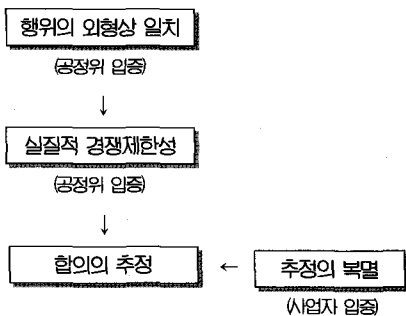 행위의 외형상 일치
(공정위 입증)
↓
실질적 경쟁제한성
(공정위 입증)
↓
합의의 추정 ← 추정의 복멸
(사업자 입증)